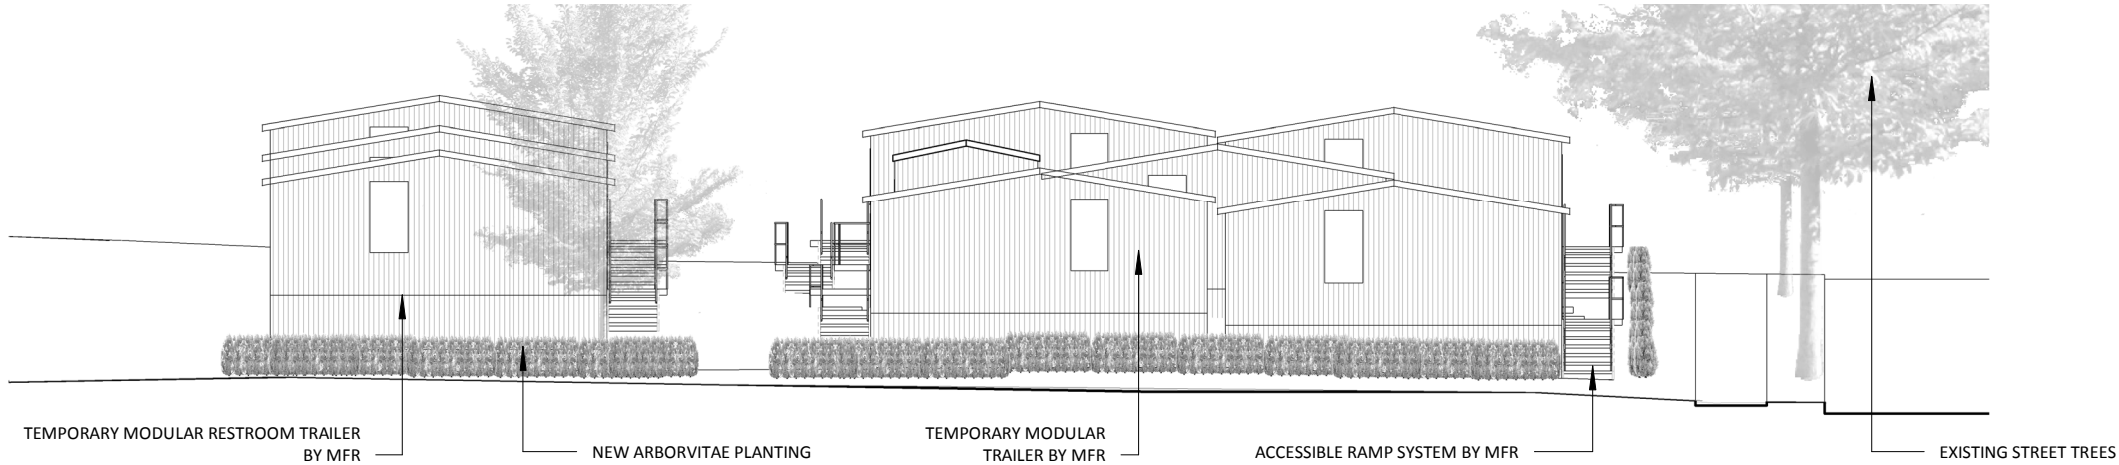 TEMPORARY MODULAR RESTROOM TRAILER
BY MFR
NEW ARBORVITAE PLANTING
TEMPORARY MODULAR
TRAILER BY MFR
ACCESSIBLE RAMP SYSTEM BY MFR
EXISTING STREET TREES